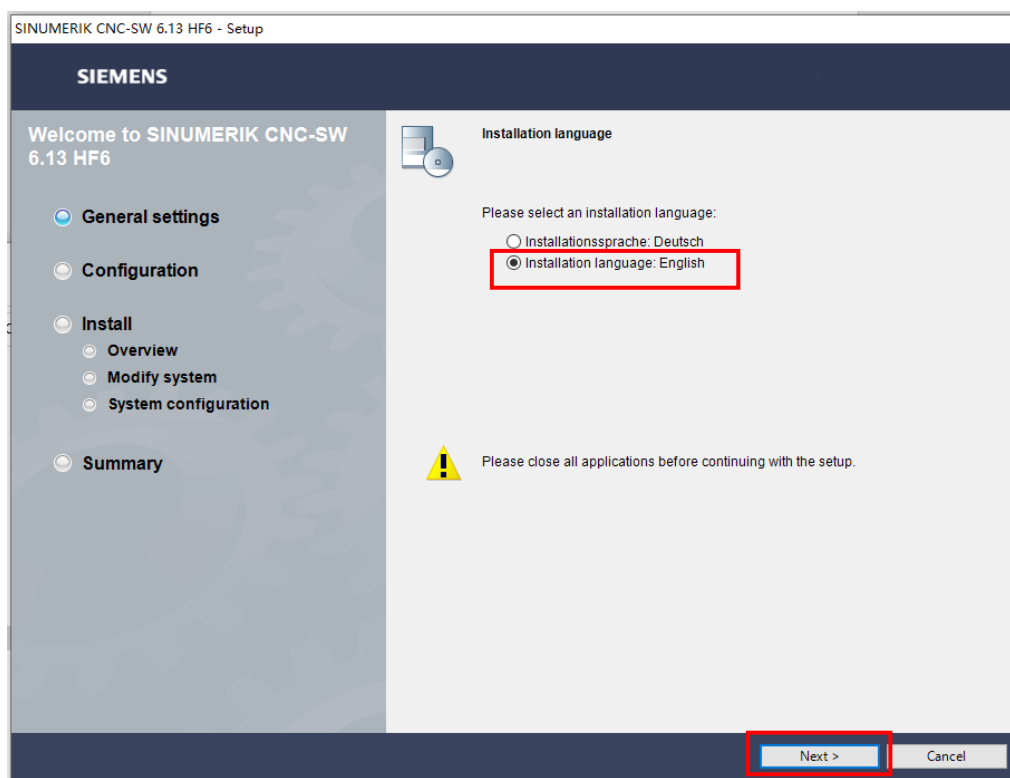 SINUMERIK CNC-SW 6.13 HF6 - Setup
SIEMENS
Welcome to SINUMERIK CNC-SW
6.13 HF6
General settings
Configuration
Install
Overview
Modify system
System configuration
Summary
Installation language
Please select an installation language:
Installationssprache: Deutsch
Installation language: English
Please close all applications before continuing with the setup.
Next >
Cancel